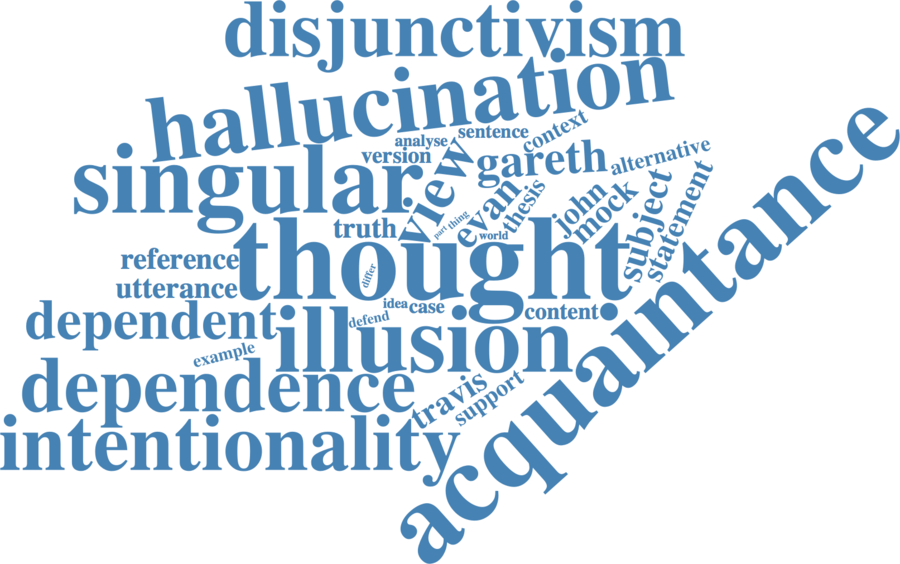 disjunctivism
hallucination
sentence
context
analyse
version
view
gareth
alternative
singular
evan
thesis
john
mock
subject
statement
part
thing
world
truth
thought
acquaintance
reference
differ
utterance
idea
case
content
defend
dependent
illusion
example
dependence
travis
support
intentionality